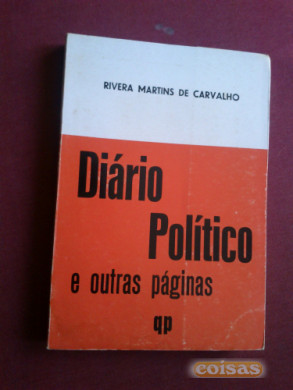 RIVERA MARTINS DE CARVALHO
Diário
Político
e outras páginas
qp
coisas